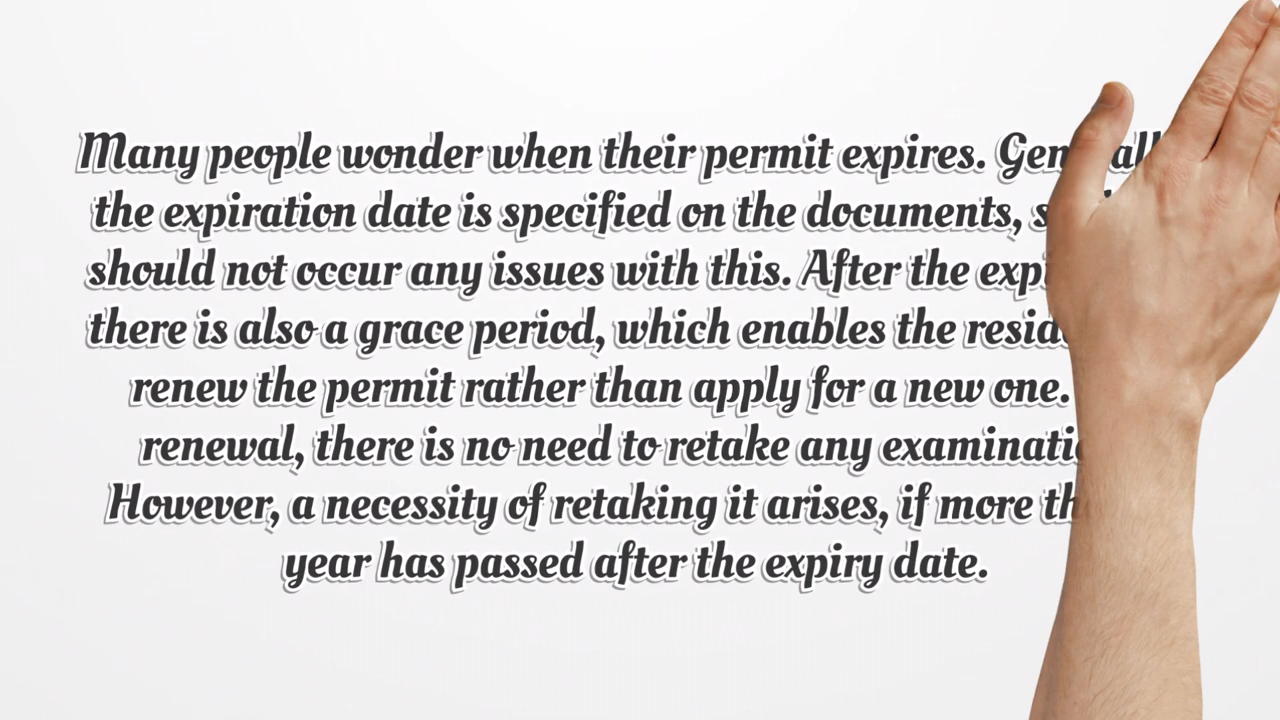 Many people wonder when their permit expires.
the expiration date is specified on the documents,
should not occur any issues with this. After the
there is also a grace period, which enables the
renew the permit rather than apply for a new one.
renewal, there is no need to retake any
However, a necessity of retaking it arises, if more
year has passed after the expiry date.